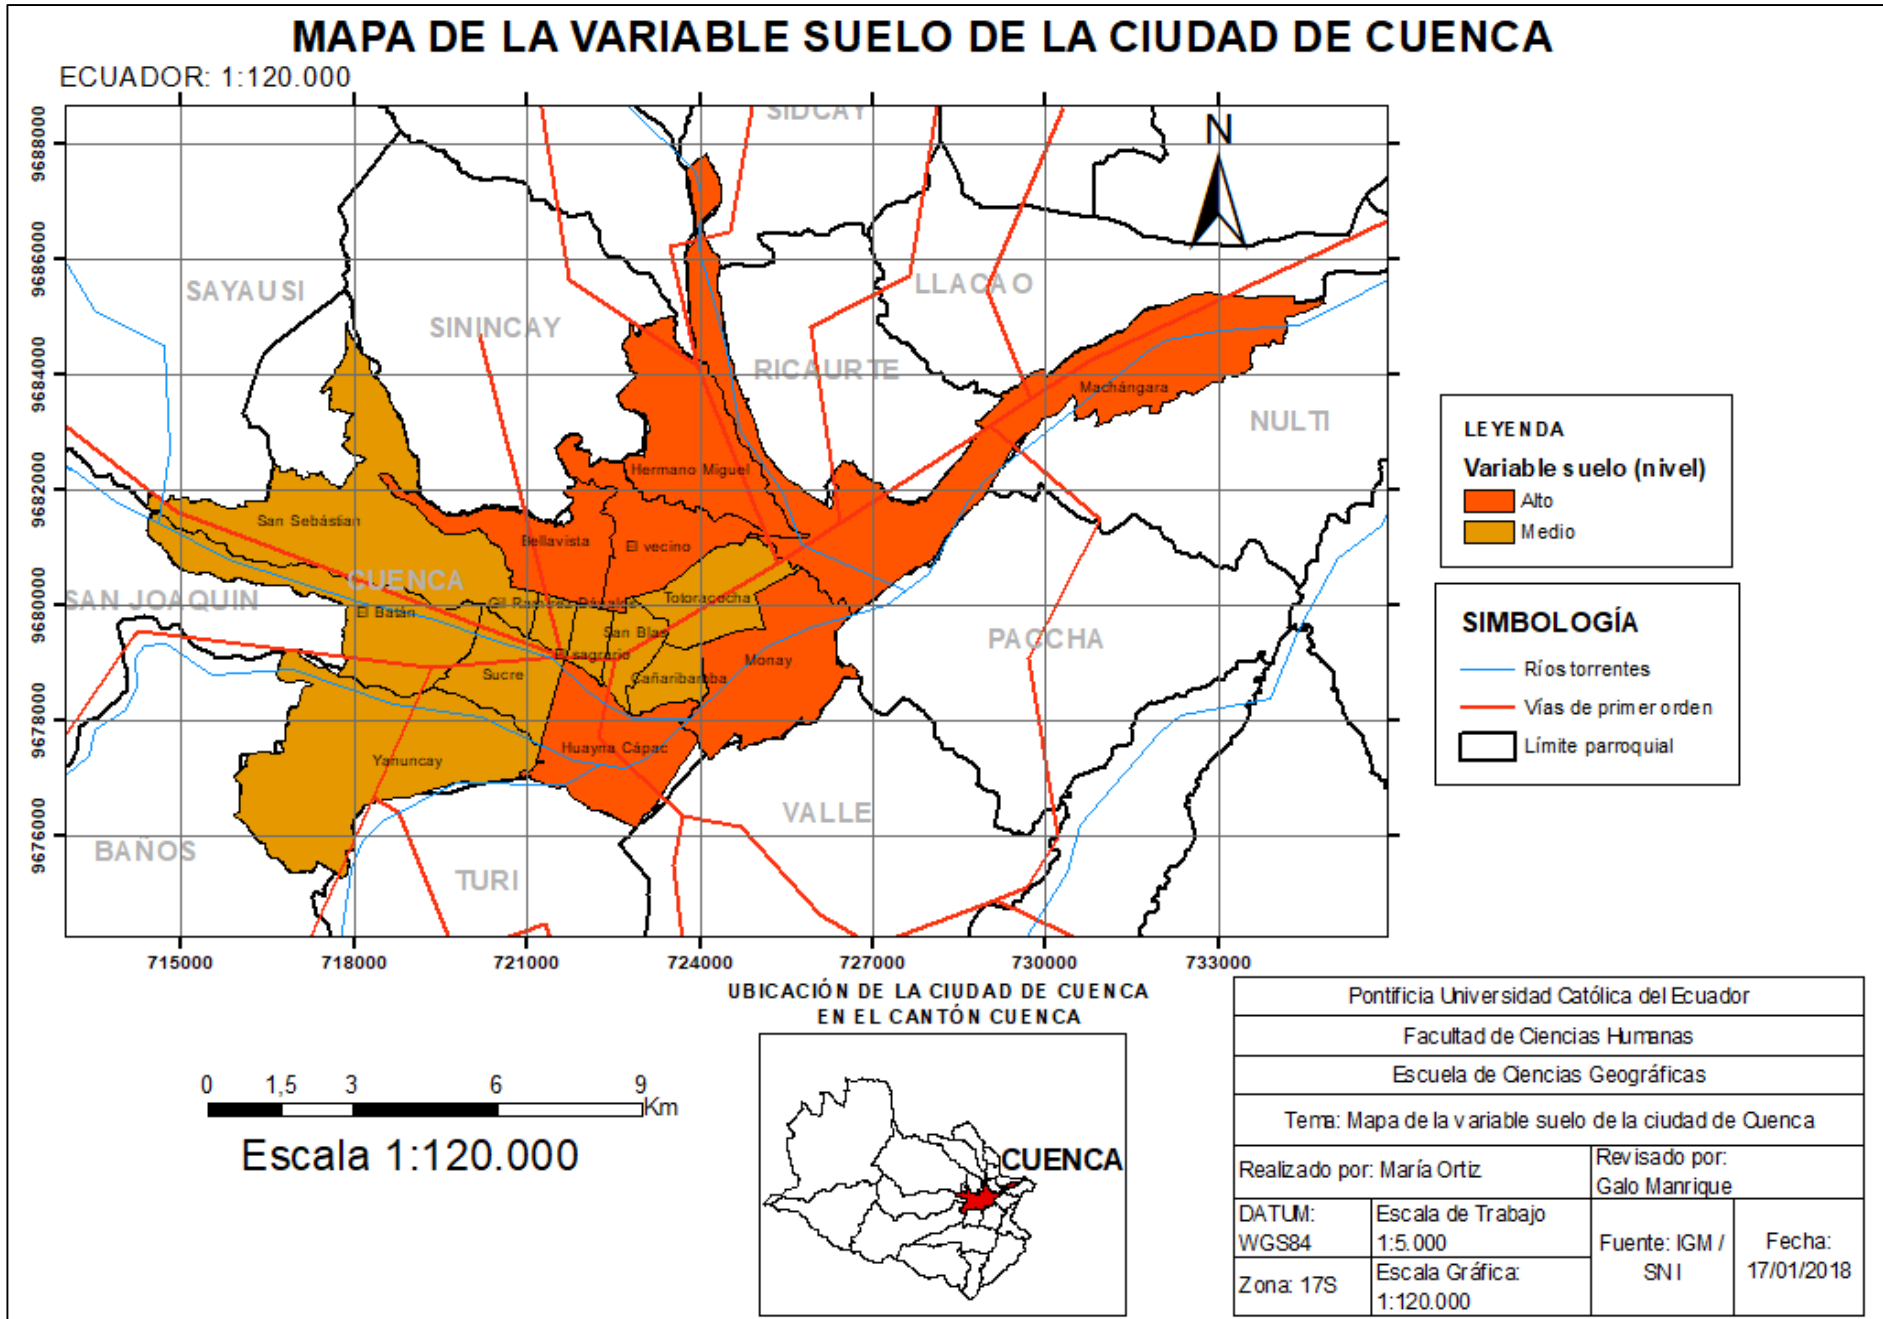 MAPA DE LA VARIABLE SUELO DE LA CIUDAD DE CUENCA
ECUADOR: 1:120.000
9688000
9686000
9684000
9682000
9680000
9678000
9676000
SIDCAY
N
SAYAUSI
LLACAO
SININCAY
RICAURTE
Machángara
NULTI
Hermano Miguel
San Sebástian
Bellavista
El vecino
CUENCA
SAN JOAQUIN
El Batán
Gil Ramírez Dávalos
Totoracocha
San Blas
PACCHA
El sagrario
Monay
Sucre
Cañaribamba
Huayna Cápac
Yanuncay
VALLE
BAÑOS
TURI
715000
718000
721000
724000
727000
730000
733000
LEYENDA
Variable suelo (nivel)
Alto
Medio
SIMBOLOGÍA
Ríos torrentes
Vías de primer orden
Límite parroquial
UBICACIÓN DE LA CIUDAD DE CUENCA
EN EL CANTÓN CUENCA
CUENCA
0 1,5 3 6 9
Km
Escala 1:120.000
Pontificia Universidad Católica del Ecuador
Facultad de Ciencias Humanas
Escuela de Ciencias Geográficas
Tema: Mapa de la variable suelo de la ciudad de Cuenca
Realizado por: María Ortiz
Revisado por:
Galo Manrique
DATUM:
WGS84
Escala de Trabajo
1:5.000
Fuente: IGM /
SNI
Fecha:
17/01/2018
Zona: 17S
Escala Gráfica:
1:120.000